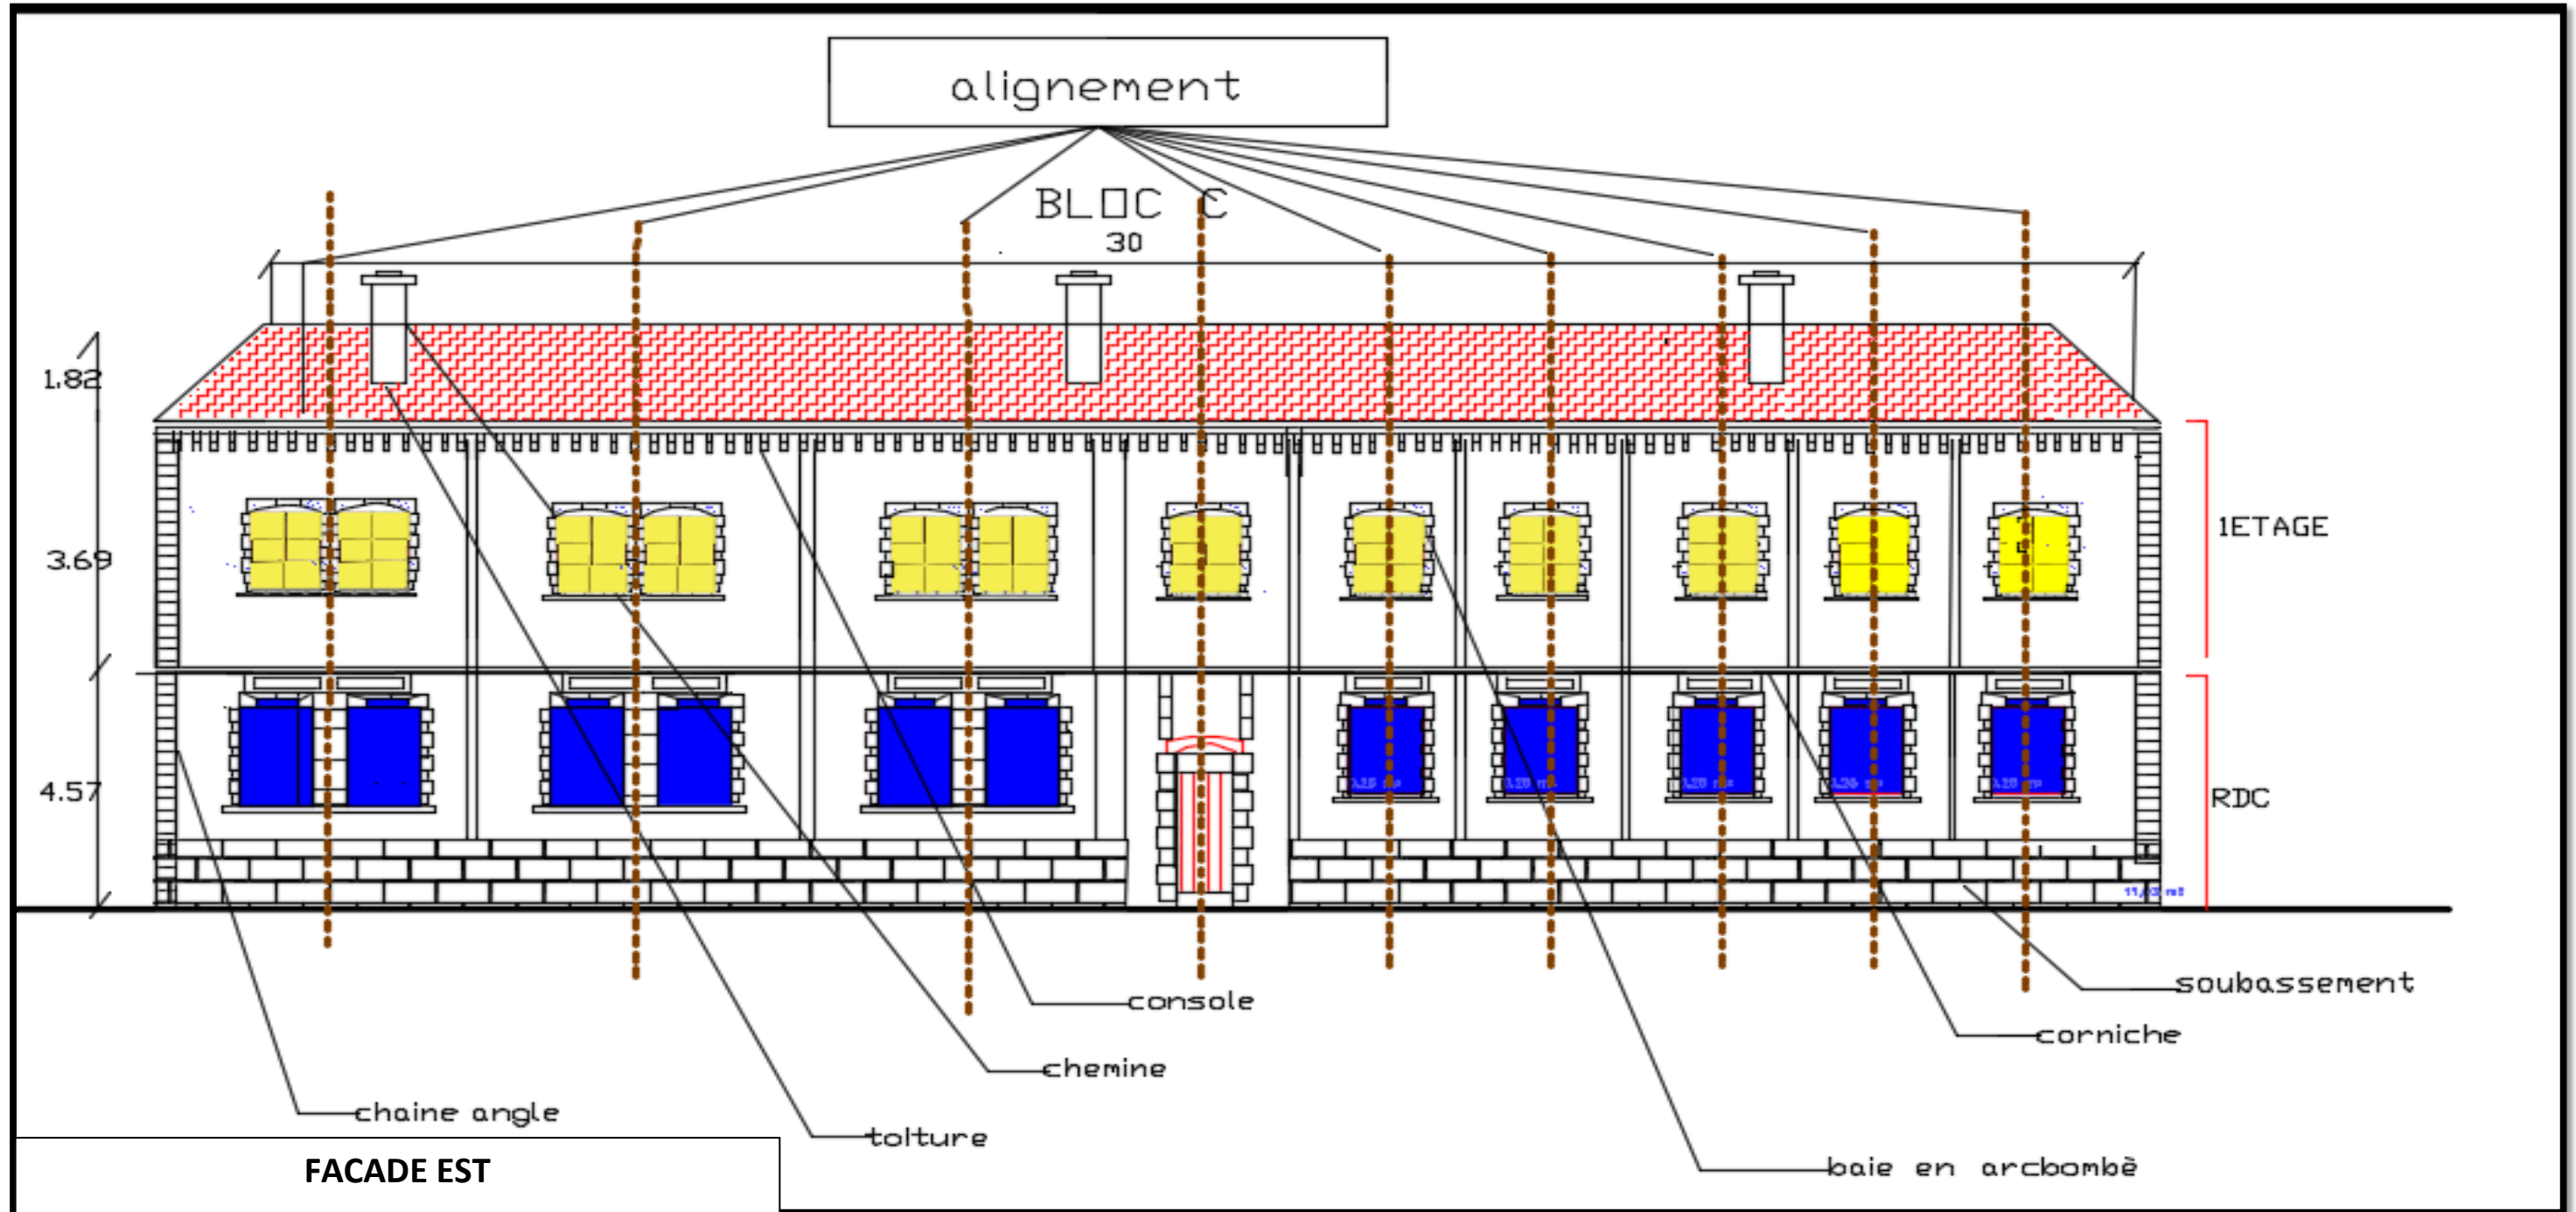 alignement
BLOC C
30
1.82
3.69
1ETAGE
4.57
RDC
soubassement
console
corniche
chemine
chaine angle
tolture
baie en arcbombè
FACADE EST